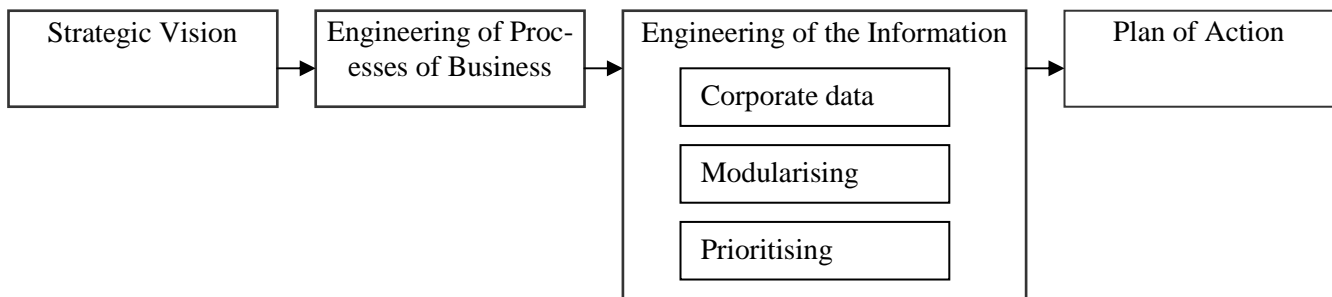 Strategic Vision
Engineering of Proc-
esses of Business
Engineering of the Information
Corporate data
Modularising
Prioritising
Plan of Action